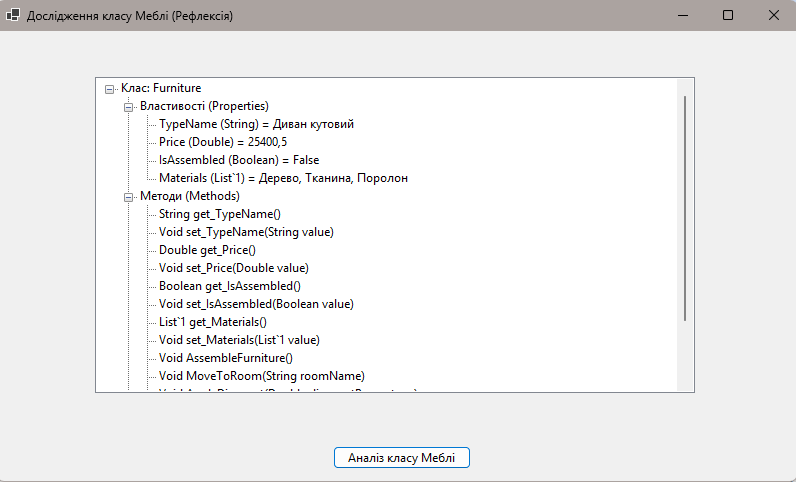 Дослідження класу Меблі (Рефлексія)
Клас: Furniture
Властивості (Properties)
TypeName (String) = Диван кутовий
Price (Double) = 25400,5
IsAssembled (Boolean) = False
Materials (List`1) = Дерево, Тканина, Поролон
Методи (Methods)
String get_TypeName()
Void set_TypeName(String value)
Double get_Price()
Void set_Price(Double value)
Boolean get_IsAssembled()
Void set_IsAssembled(Boolean value)
List`1 get_Materials()
Void set_Materials(List`1 value)
Void AssembleFurniture()
Void MoveToRoom(String roomName)
Аналіз класу Меблі